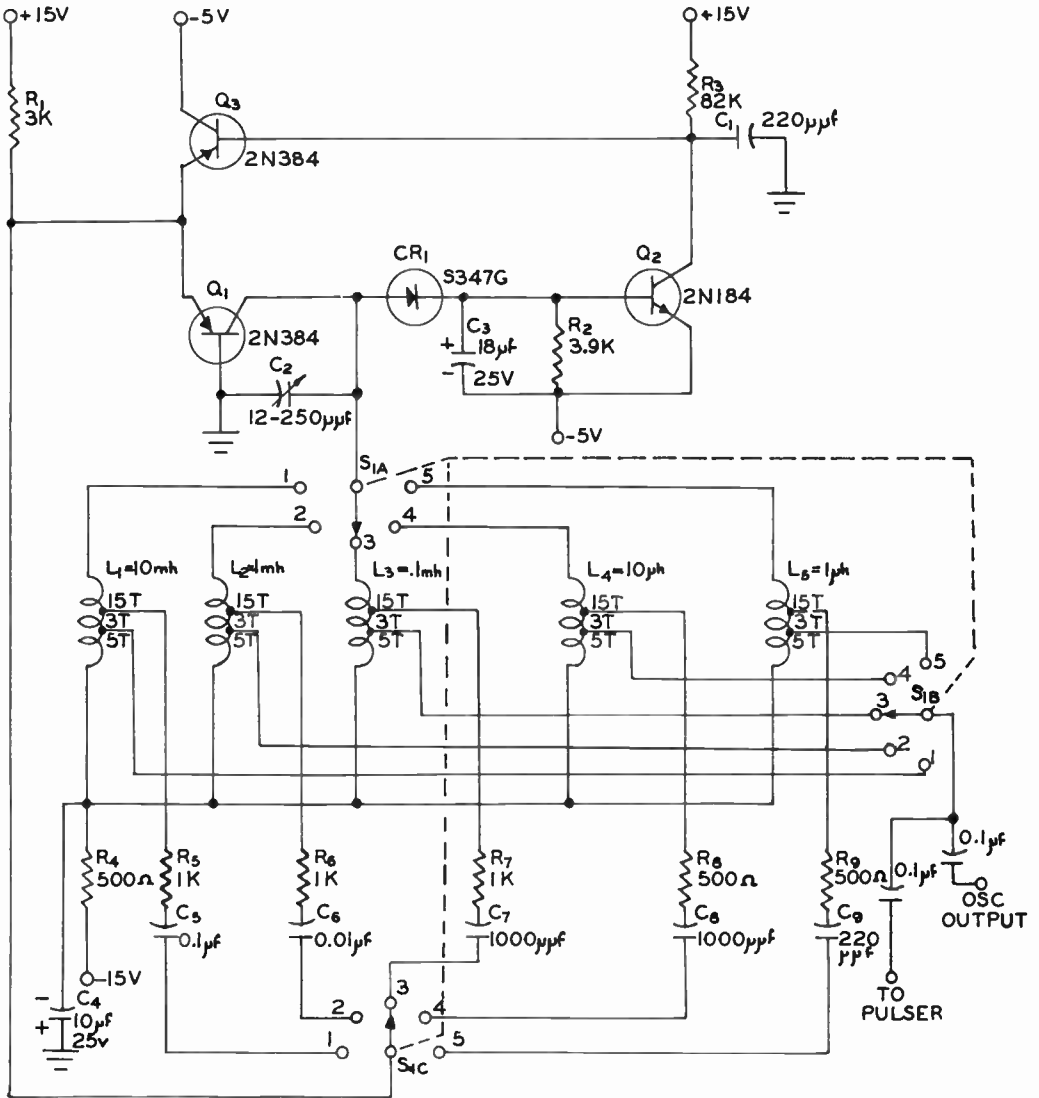 +15V
-5V
+15V
R1
3K
Q3
2N384
R3
82K
C1
220µµf
Q1
2N384
CR1
S347G
Q2
2N184
C3
+
18µf
-
25V
R2
3.9K
C2
12-250µµf
-5V
S1A
1
2
3
4
5
L1=10mh
15T
3T
5T
L2=1mh
15T
3T
5T
L3=.1mh
15T
3T
5T
L4=10µh
15T
3T
5T
L5=1µh
15T
3T
5T
5
4
3
S1B
2
1
R4
500Ω
R5
1K
R6
1K
R7
1K
R8
500Ω
R9
500Ω
0.1µf
0.1µf
OSC
OUTPUT
C5
0.1µf
C6
0.01µf
C7
1000µµf
C8
1000µµf
C9
220
µµf
TO
PULSER
-15V
-
C4
+
10µf
25V
3
2
4
1
5
S1C